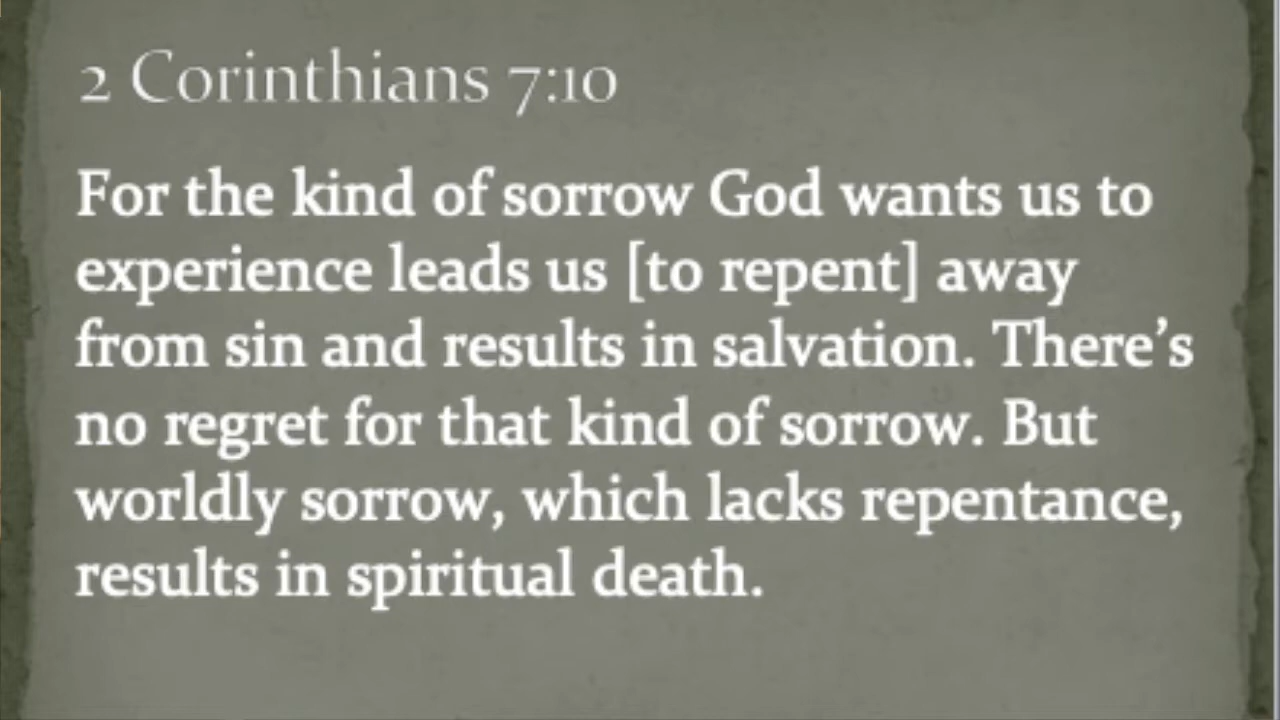 2 Corinthians 7:10
For the kind of sorrow God wants us to
experience leads us [to repent] away
from sin and results in salvation. There’s
no regret for that kind of sorrow. But
worldly sorrow, which lacks repentance,
results in spiritual death.